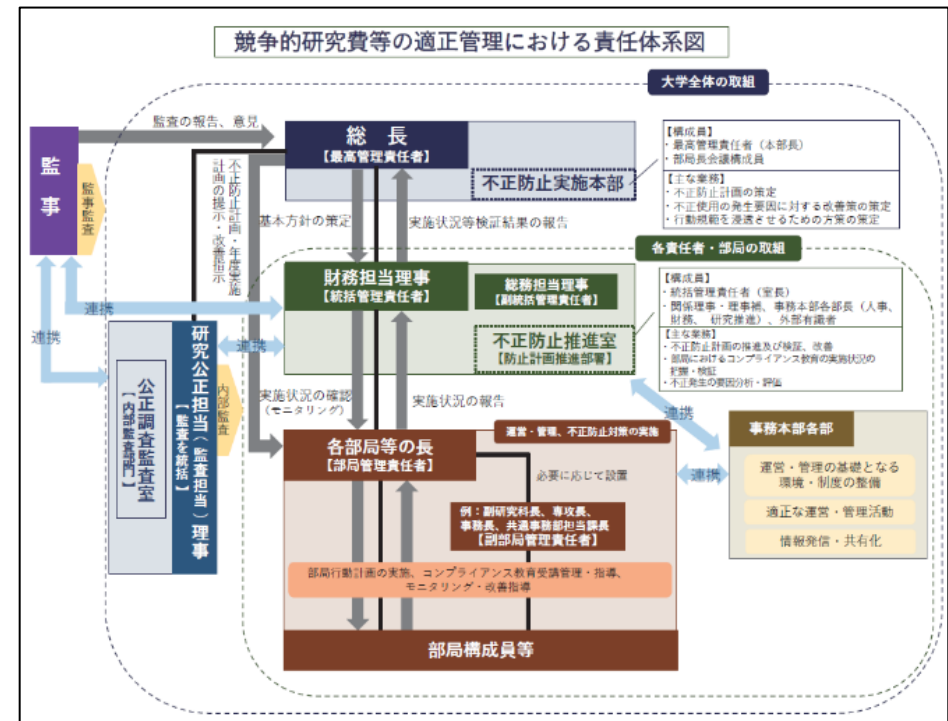 競争的研究費等の適正管理における責任体系図
大学全体の取組
監査の報告、意見
監事
監事監査
総 長
【最高管理責任者】
不正防止実施本部
【構成員】
・最高管理責任者（本部長）
・部局長会議構成員
【主な業務】
・不正防止計画の策定
・不正使用の発生要因に対する改善策の策定
・行動規範を浸透させるための方策の策定
不正防止計画・年度実施
計画の提示・改善指示
基本方針の策定
実施状況等検証結果の報告
各責任者・部局の取組
財務担当理事
【統括管理責任者】
総務担当理事
【副統括管理責任者】
不正防止推進室
【防止計画推進部署】
【構成員】
・統括管理責任者（室長）
・関係理事・理事補、事務本部各部長（人事、
財務、 研究推進）、外部有識者
【主な業務】
・不正防止計画の推進及び検証、改善
・部局におけるコンプライアンス教育の実施状況の
把握・検証
・不正発生の要因分析・評価
連携
連携
連携
公正調査監査室
【内部監査部門】
研究公正担当（監査担当）理事
【監査を統括】
内部監査
実施状況の確認
（モニタリング）
実施状況の報告
運営・管理、不正防止対策の実施
各部局等の長
【部局管理責任者】
必要に応じて設置
例：副研究科長、専攻長、
事務長、共通事務部担当課長
【副部局管理責任者】
連携
連携
事務本部各部
運営・管理の基礎となる
環境・制度の整備
適正な運営・管理活動
情報発信・共有化
部局行動計画の実施、コンプライアンス教育受講管理・指導、
モニタリング・改善指導
部局構成員等